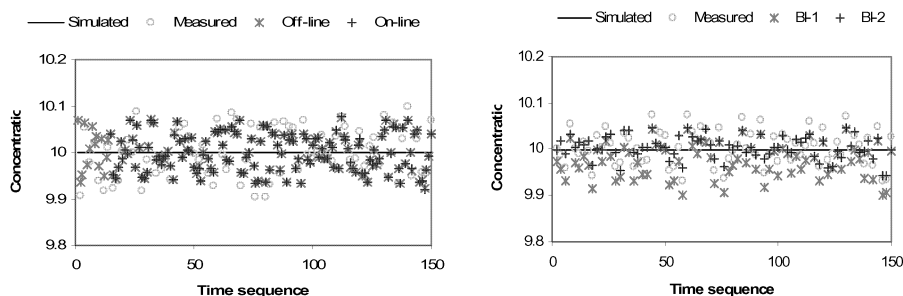 Simulated Measured Off-line On-line
10.2
10.1
10
9.9
9.8
Concentratic
0 50 100 150
Time sequence
Simulated Measured BI-1 BI-2
10.2
10.1
10
9.9
9.8
Concentratic
0 50 100 150
Time sequence